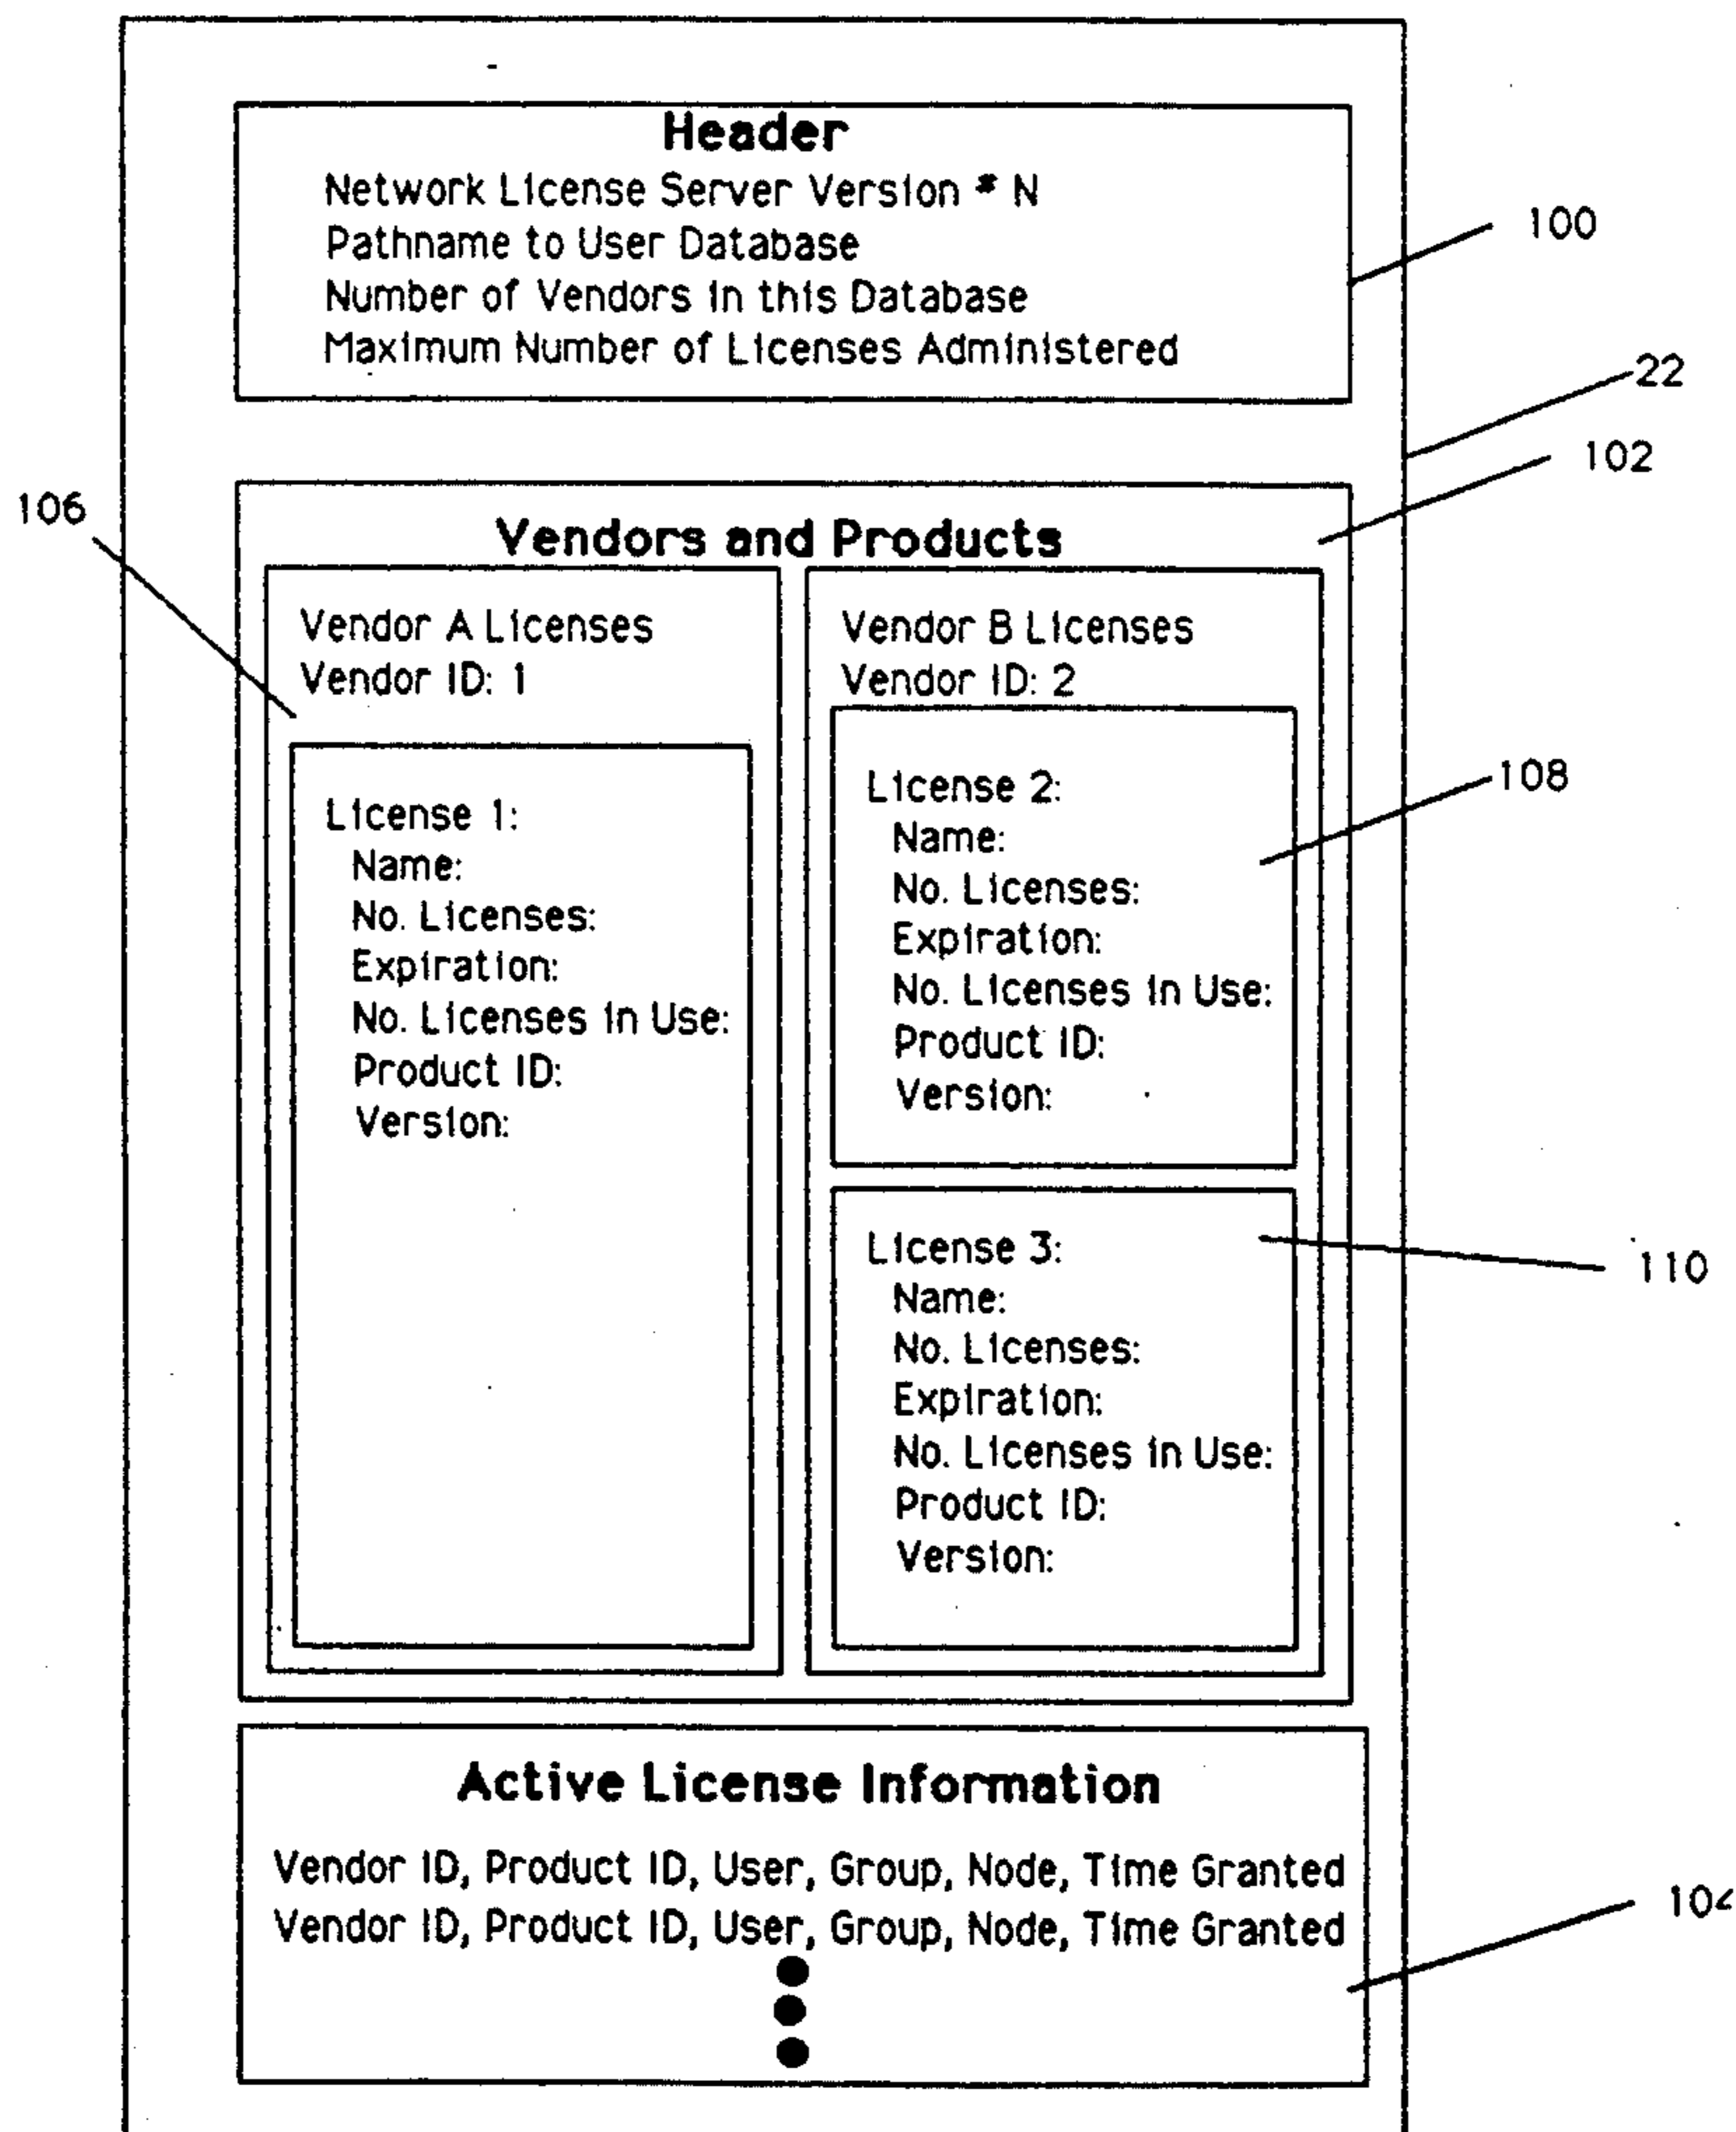 Header
Network License Server Version # N
Pathname to User Database
Number of Vendors in this Database
Maximum Number of Licenses Administered
100
22
102
106
Vendors and Products
Vendor A Licenses
Vendor ID: 1
License 1:
Name:
No. Licenses:
Expiration:
No. Licenses in Use:
Product ID:
Version:
Vendor B Licenses
Vendor ID: 2
License 2:
Name:
No. Licenses:
Expiration:
No. Licenses in Use:
Product ID:
Version:
108
License 3:
Name:
No. Licenses:
Expiration:
No. Licenses in Use:
Product ID:
Version:
110
Active License Information
Vendor ID, Product ID, User, Group, Node, Time Granted
Vendor ID, Product ID, User, Group, Node, Time Granted
104